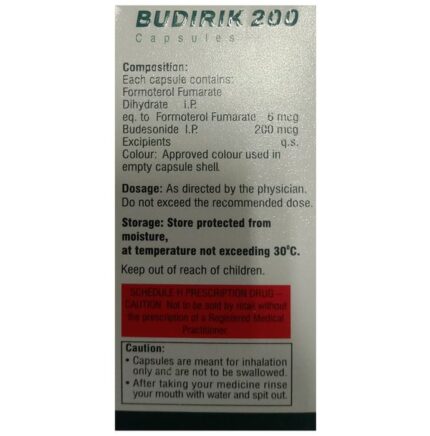 BUDIRIK 200
Capsules
Composition:
Each capsule contains:
Formoterol Fumarate
Dihydrate I.P.
eq. to Formoterol Fumarate 6 mcg
Budesonide I.P. 200 mcg
Excipients q.s.
Colour: Approved colour used in
empty capsule shell.
Dosage: As directed by the physician.
Do not exceed the recommended dose.
Storage: Store protected from
moisture,
at temperature not exceeding 30°C.
Keep out of reach of children.
SCHEDULE H PRESCRIPTION DRUG –
CAUTION Not to be sold by retail without
the prescription of a Registered Medical
Practitioner.
Caution:
• Capsules are meant for inhalation
only and are not to be swallowed.
• After taking your medicine rinse
your mouth with water and spit out.